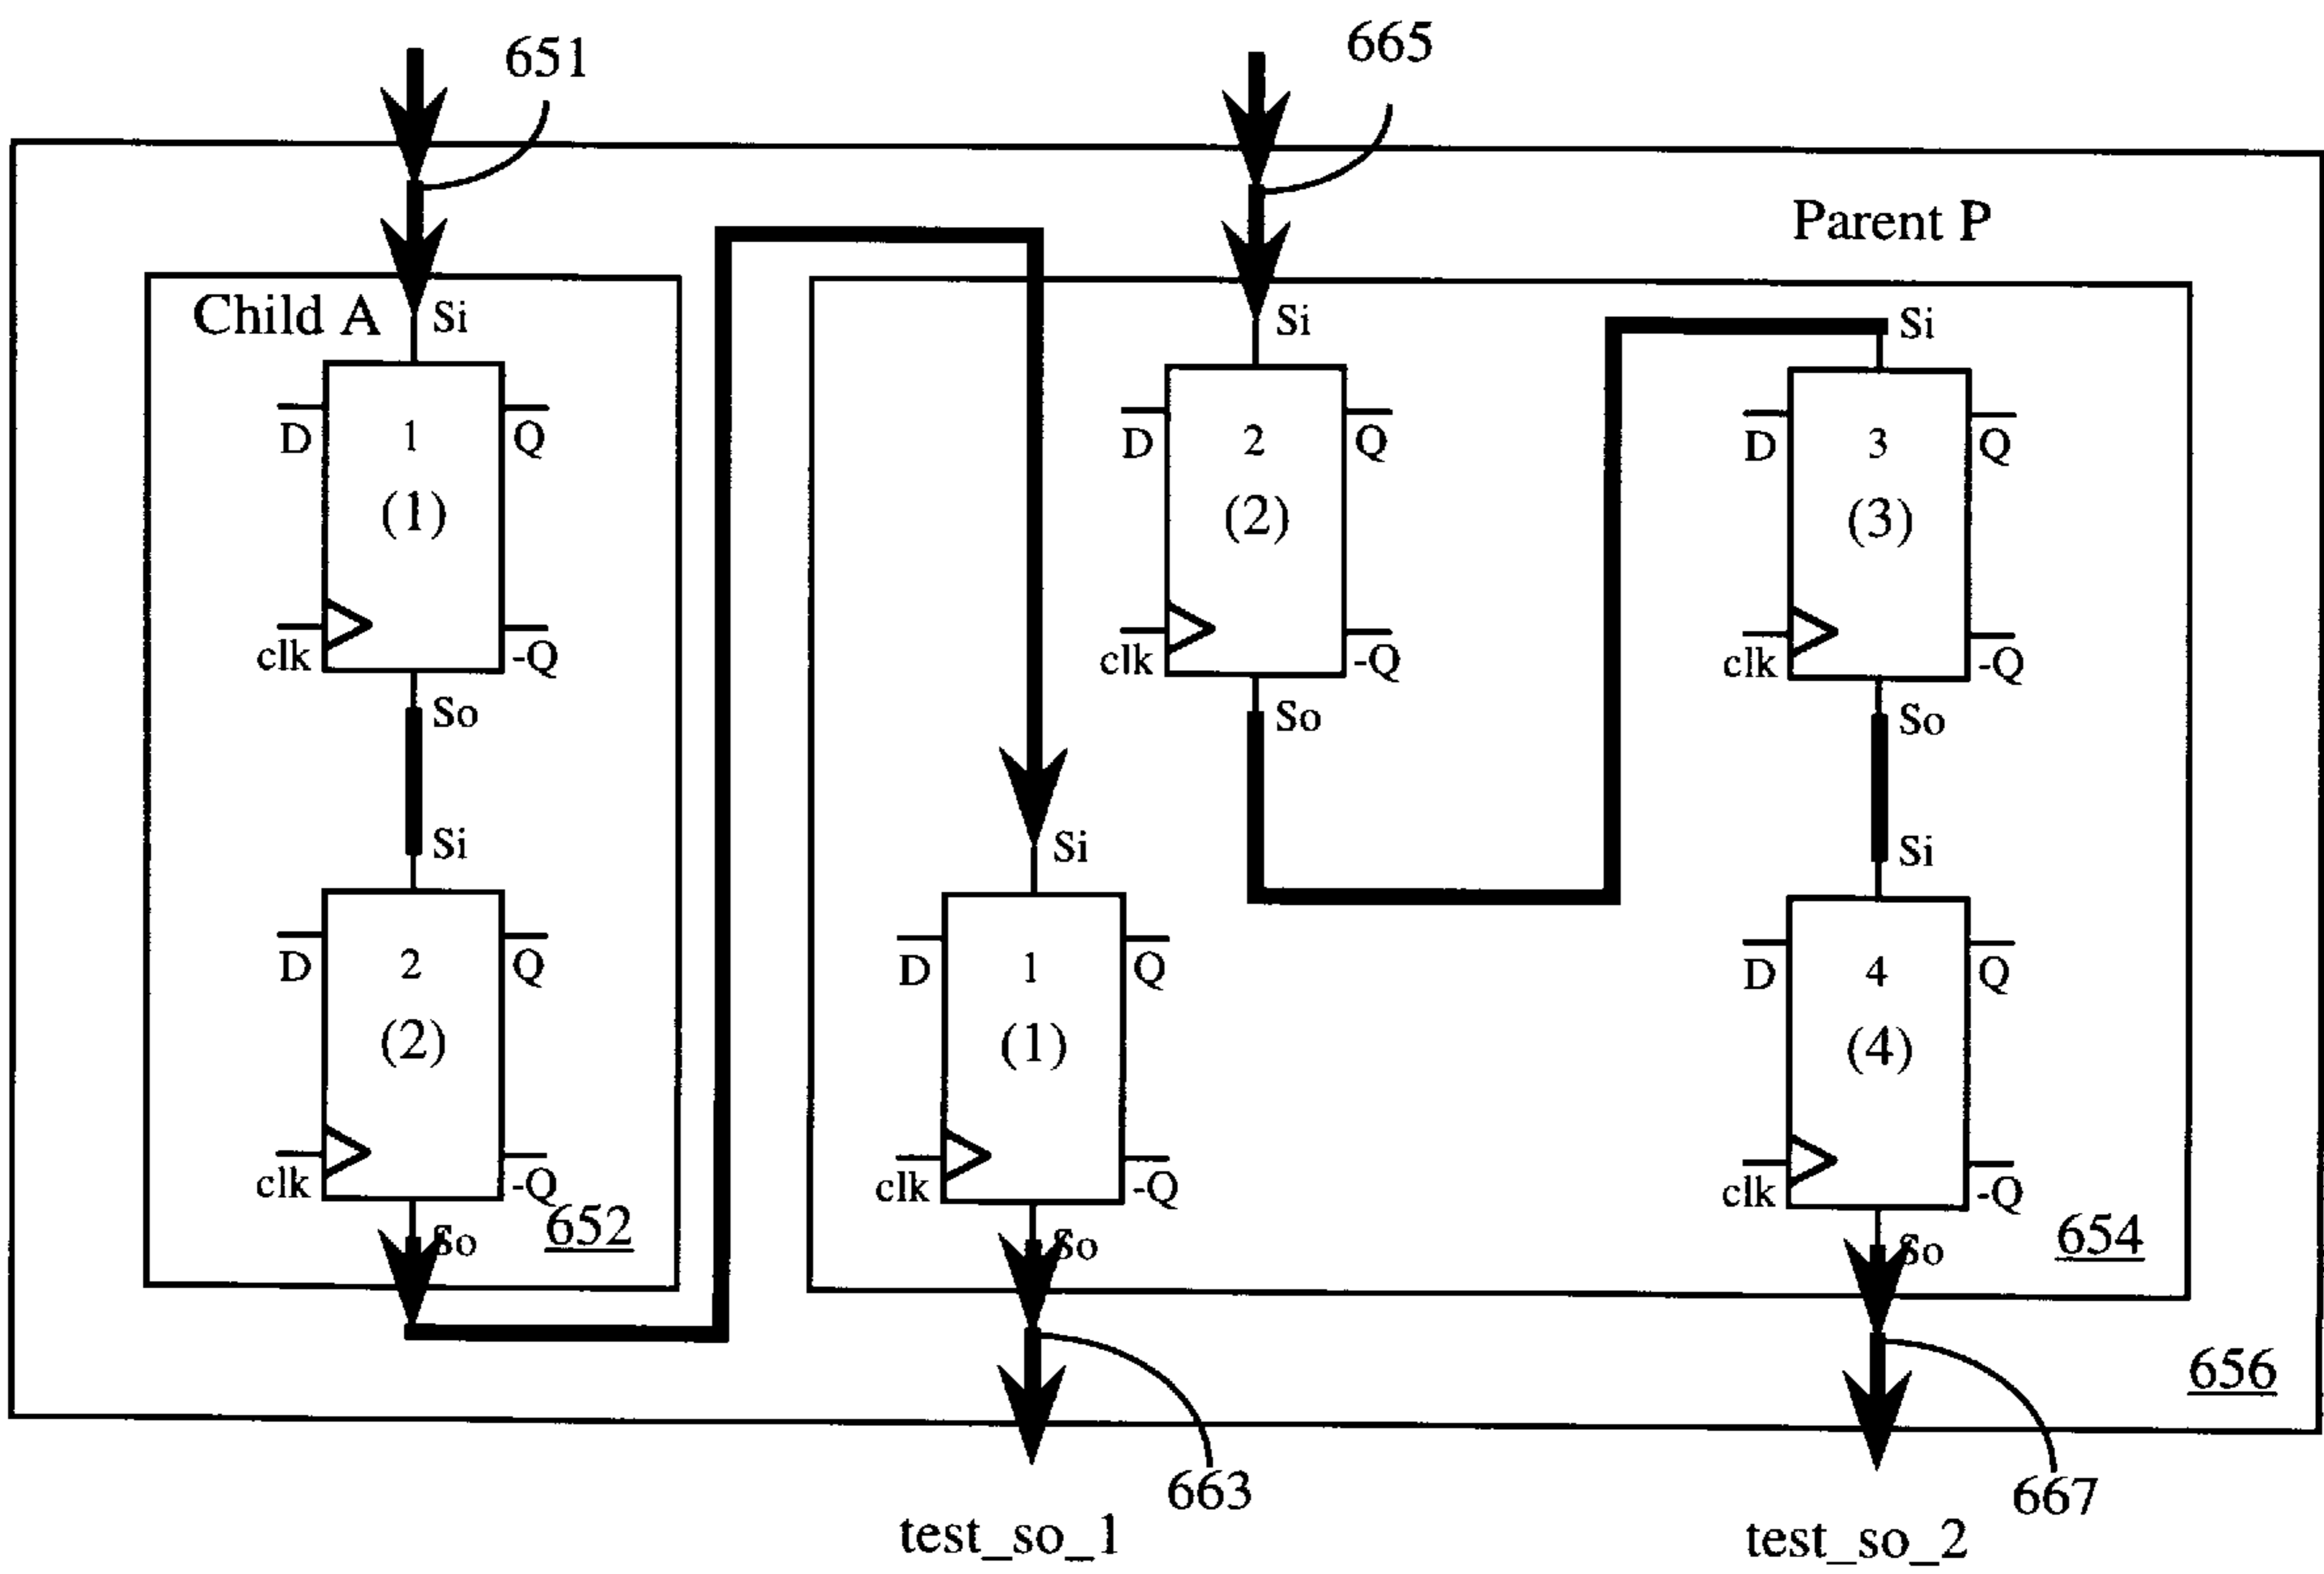 651
665
Parent P
Child A
Si
Si
Si
D
1
Q
D
2
Q
D
3
Q
(1)
(2)
(3)
clk
-Q
clk
-Q
clk
-Q
So
So
So
Si
Si
Si
D
2
Q
D
1
Q
D
4
Q
(2)
(1)
(4)
clk
-Q
clk
-Q
clk
-Q
So
652
So
So
654
656
663
667
test_so_1
test_so_2